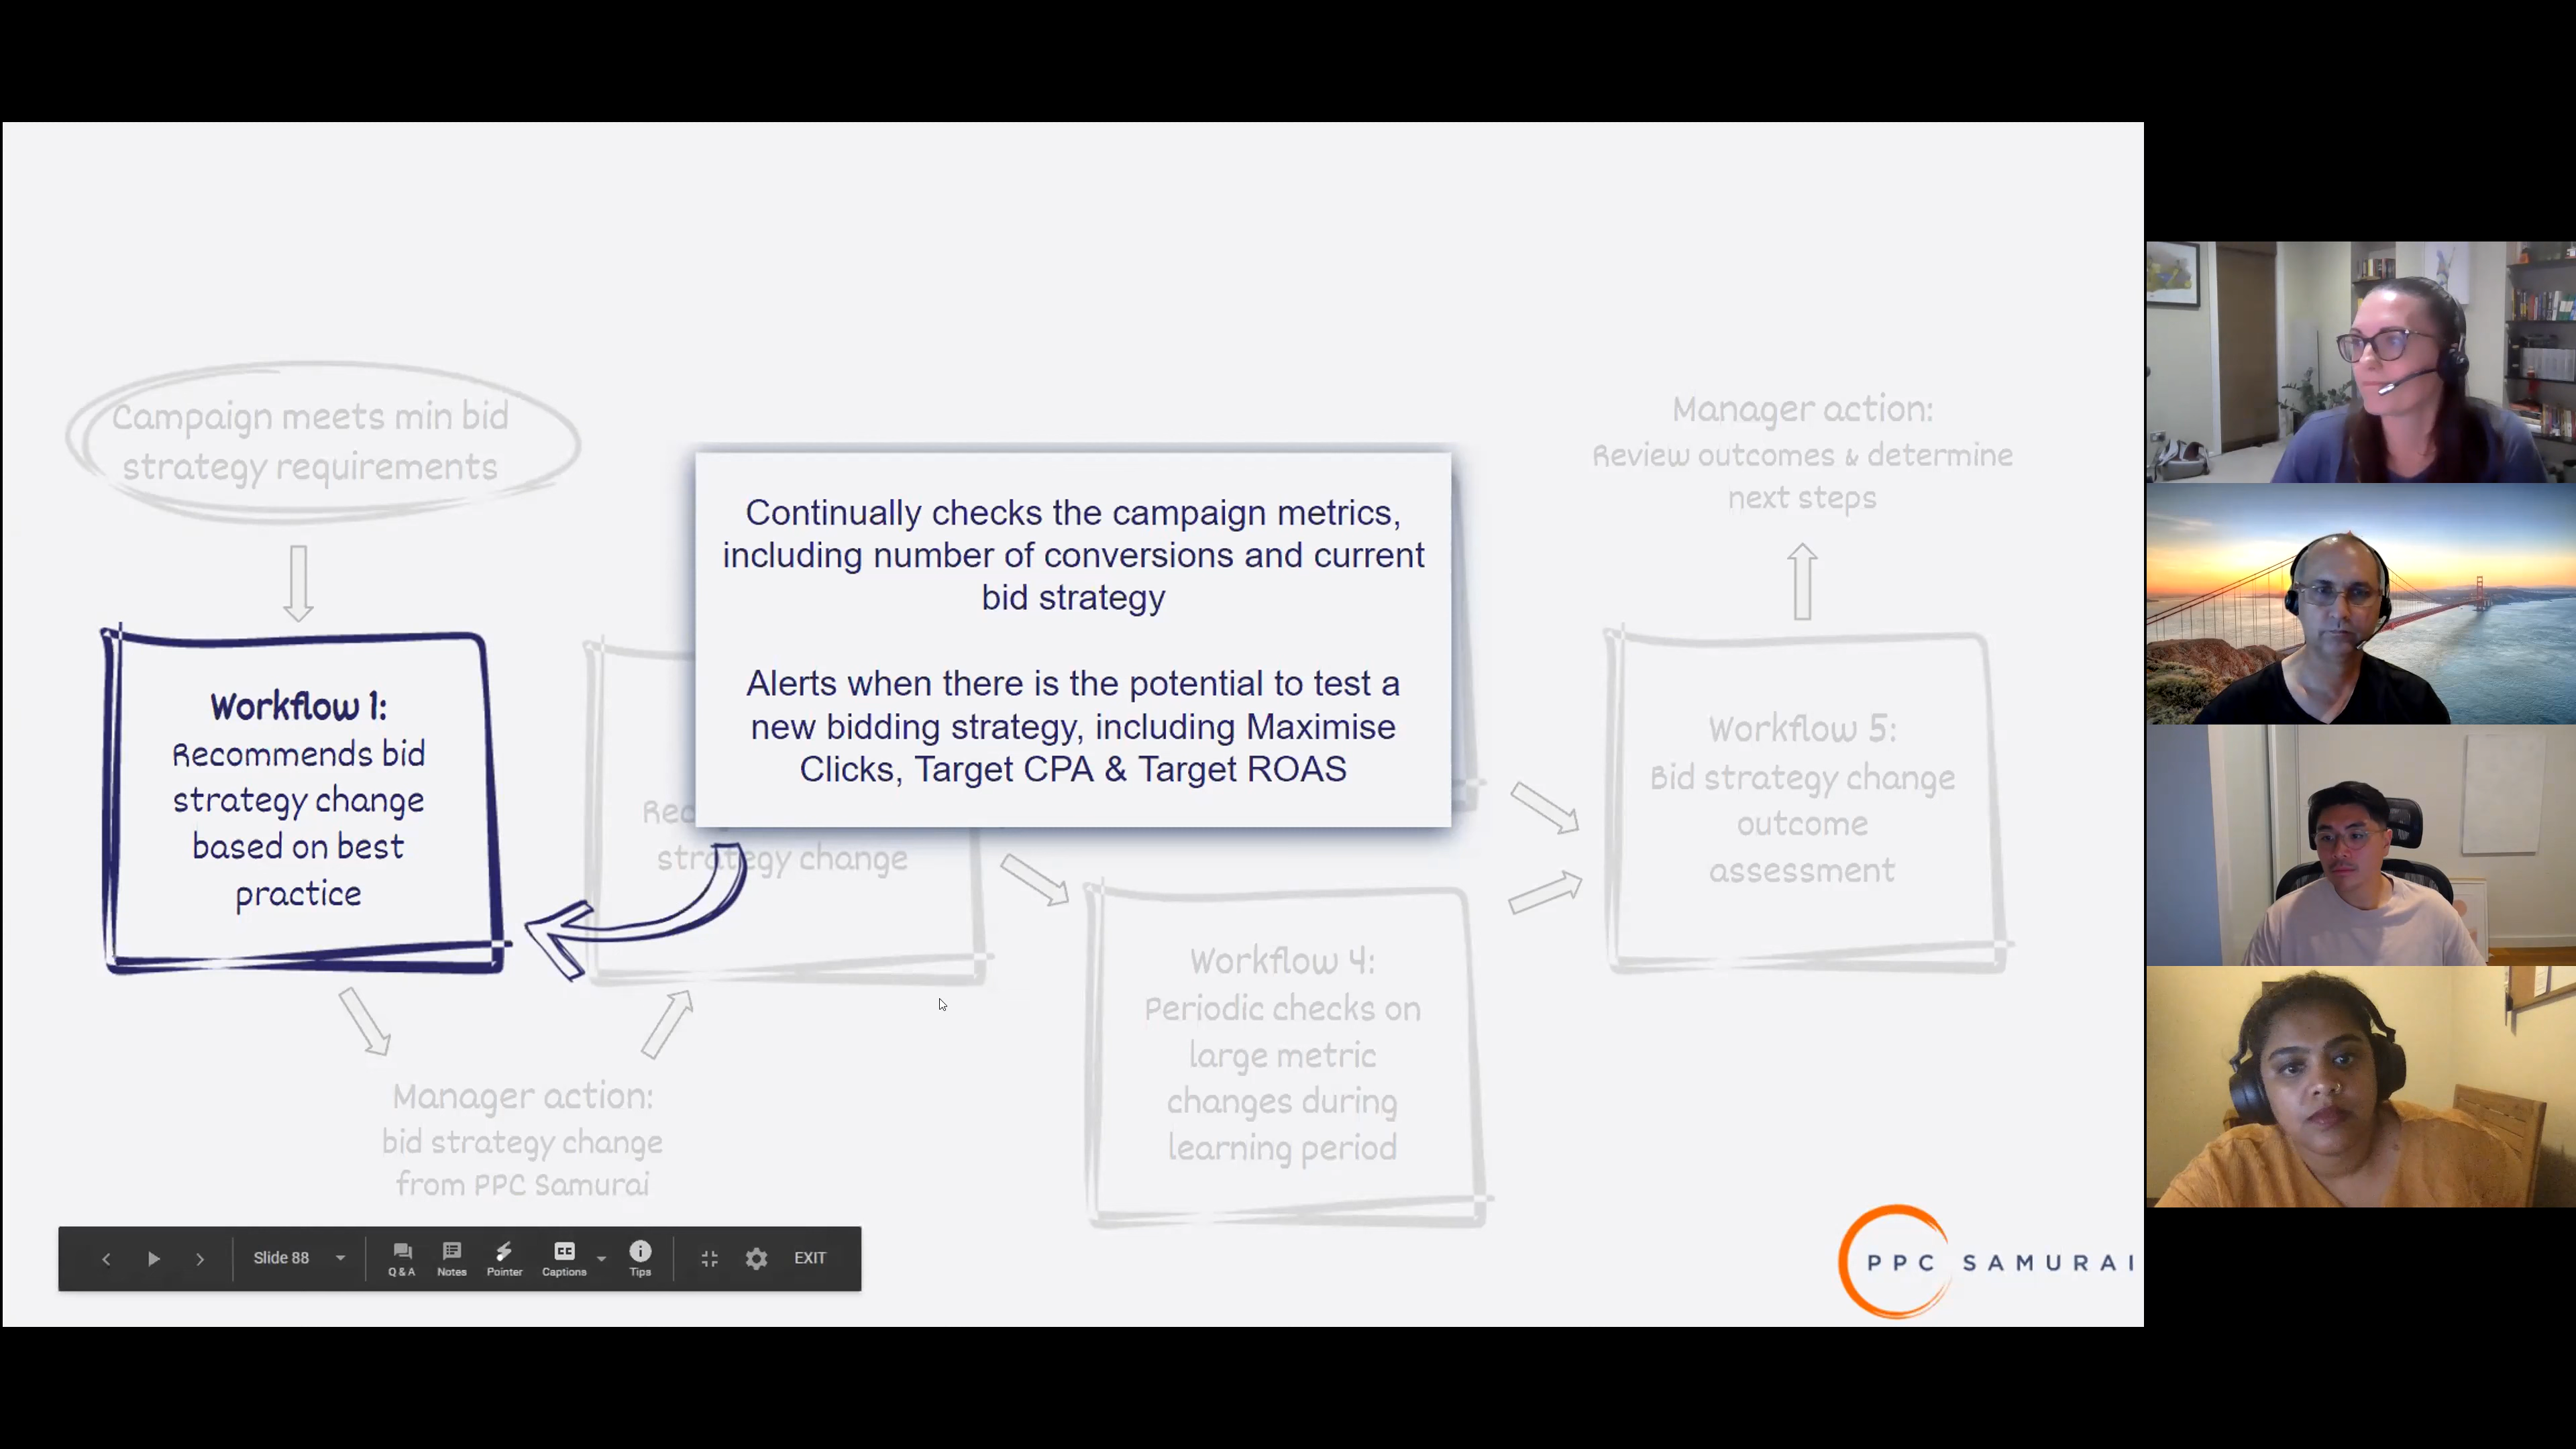 Campaign meets min bid
strategy requirements
Workflow 1:
Recommends bid
strategy change
based on best
practice
Manager action:
bid strategy change
from PPC Samurai
strategy change
Continually checks the campaign metrics,
including number of conversions and current
bid strategy
Alerts when there is the potential to test a
new bidding strategy, including Maximise
Clicks, Target CPA & Target ROAS
Workflow 4:
Periodic checks on
large metric
changes during
learning period
Manager action:
Review outcomes & determine
next steps
Workflow 5:
Bid strategy change
outcome
assessment
Slide 88
Q & A
Notes
Pointer
CC
Captions
Tips
EXIT
PPC SAMURAI